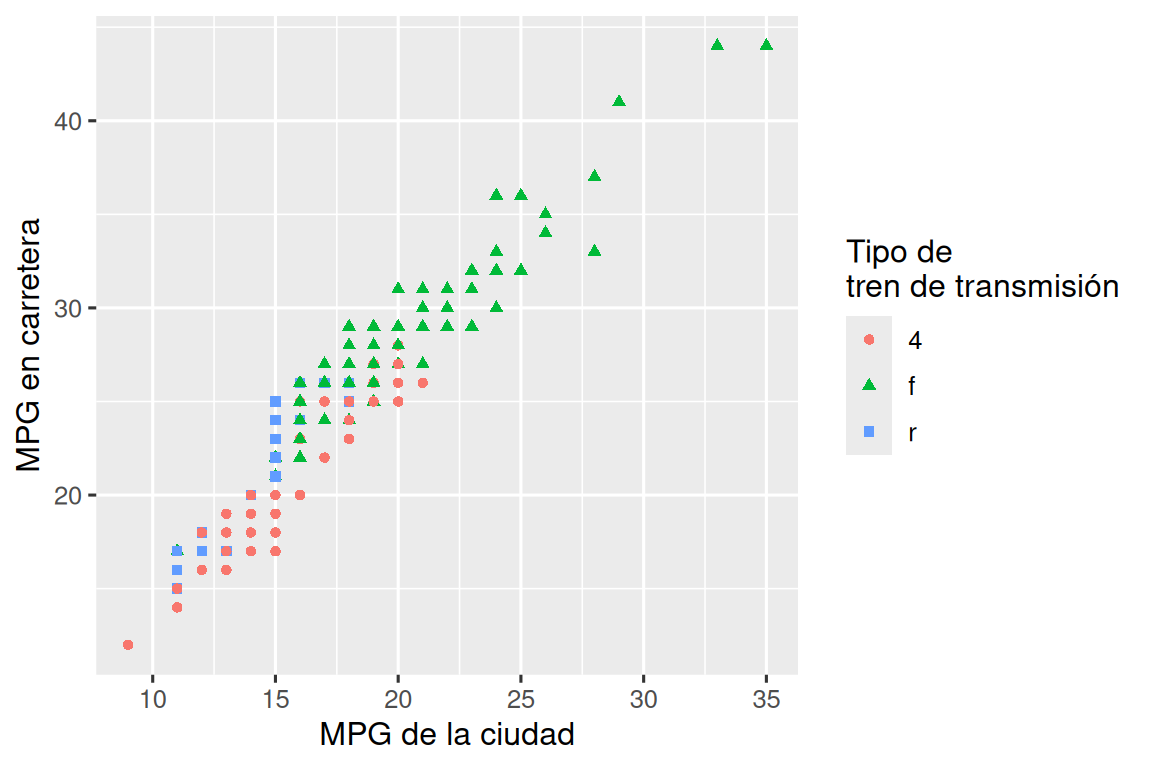 MPG en carretera
40
30
20
10 15 20 25 30 35
MPG de la ciudad
Tipo de
tren de transmisión
4
f
r